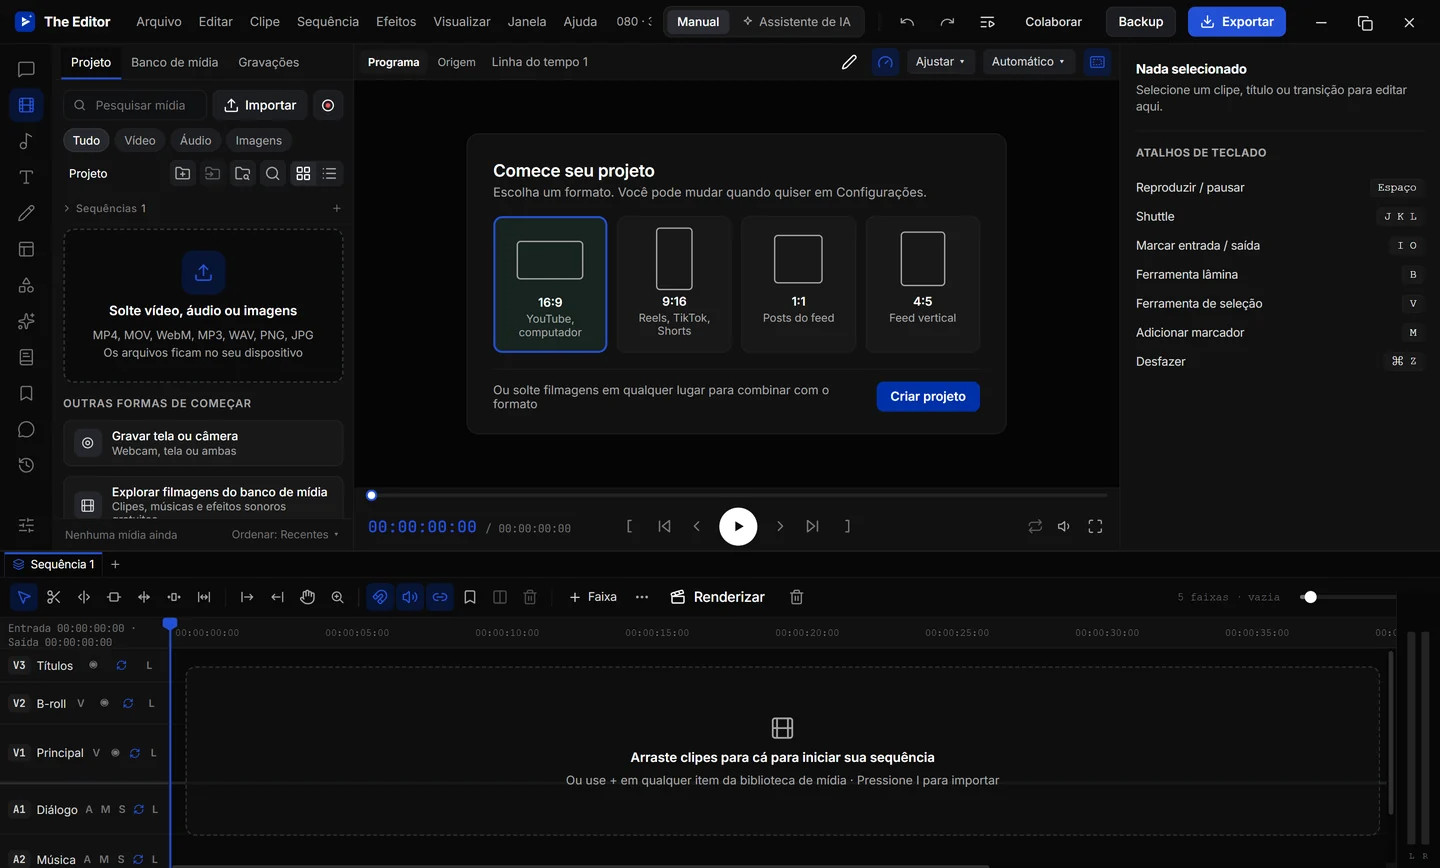 The Editor
Arquivo Editar Clipe Sequência Efeitos Visualizar Janela Ajuda 080 ·
Manual Assistente de IA
Colaborar Backup Exportar
Projeto Banco de mídia Gravações
Pesquisar mídia Importar
Tudo Vídeo Áudio Imagens
Projeto
Sequências 1
Solte vídeo, áudio ou imagens
MP4, MOV, WebM, MP3, WAV, PNG, JPG
Os arquivos ficam no seu dispositivo
OUTRAS FORMAS DE COMEÇAR
Gravar tela ou câmera
Webcam, tela ou ambas
Explorar filmagens do banco de mídia
Clipes, músicas e efeitos sonoros
gratuitos
Nenhuma mídia ainda Ordenar: Recentes
Programa Origem Linha do tempo 1
Ajustar Automático
Comece seu projeto
Escolha um formato. Você pode mudar quando quiser em Configurações.
16:9
YouTube,
computador
9:16
Reels, TikTok,
Shorts
1:1
Posts do feed
4:5
Feed vertical
Ou solte filmagens em qualquer lugar para combinar com o
formato
Criar projeto
00:00:00:00 / 00:00:00:00
Nada selecionado
Selecione um clipe, título ou transição para editar
aqui.
ATALHOS DE TECLADO
Reproduzir / pausar Espaço
Shuttle J K L
Marcar entrada / saída I O
Ferramenta lâmina B
Ferramenta de seleção V
Adicionar marcador M
Desfazer ⌘ Z
Sequência 1 +
+ Faixa ··· Renderizar
5 faixas · vazia
Entrada 00:00:00:00 ·
Saída 00:00:00:00
00:00:00:00 00:00:05:00 00:00:10:00 00:00:15:00 00:00:20:00 00:00:25:00 00:00:30:00 00:00:35:00
V3 Títulos L
V2 B-roll V L
V1 Principal V L
A1 Diálogo A M S L
A2 Música A M S L
Arraste clipes para cá para iniciar sua sequência
Ou use + em qualquer item da biblioteca de mídia · Pressione I para importar
L R